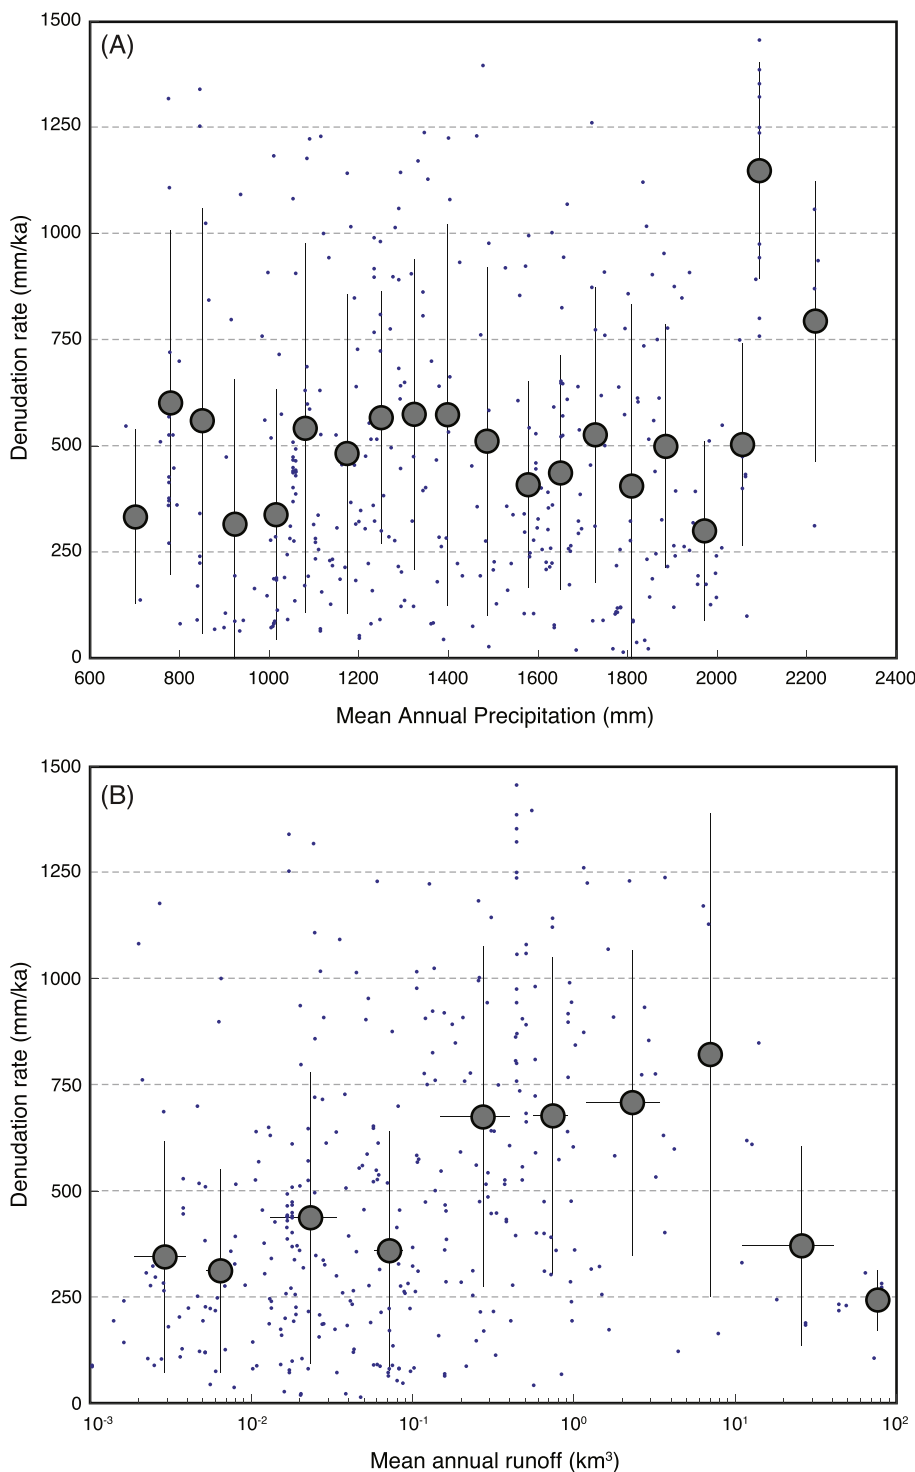 (A)
1500
1250
1000
750
500
250
0
Denudation rate (mm/ka)
600 800 1000 1200 1400 1600 1800 2000 2200 2400
Mean Annual Precipitation (mm)
(B)
1500
1250
1000
750
500
250
0
Denudation rate (mm/ka)
10⁻³ 10⁻² 10⁻¹ 10⁰ 10¹ 10²
Mean annual runoff (km³)